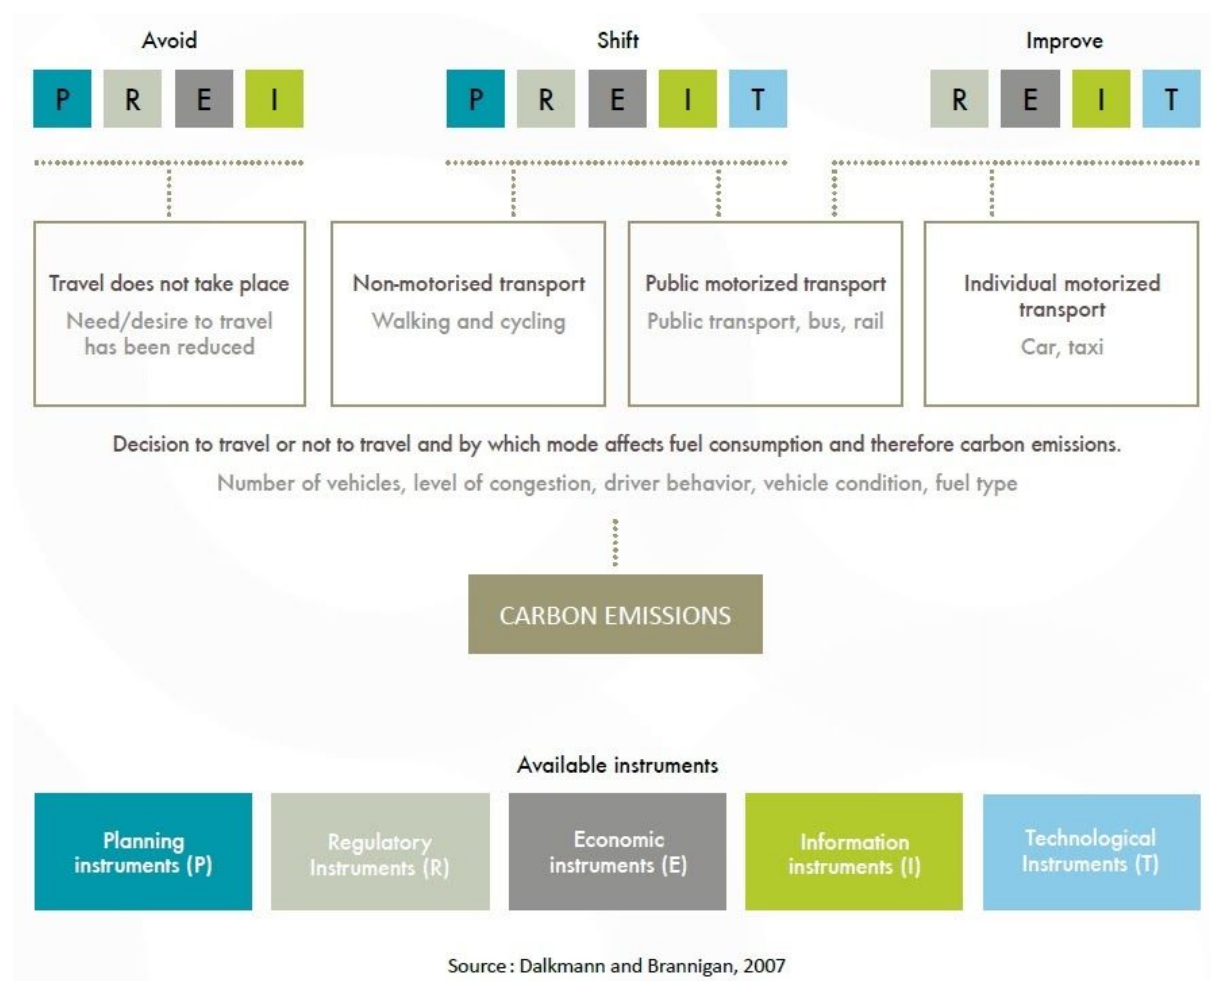 Avoid
Shift
Improve
P R E I
P R E I T
R E I T
Travel does not take place
Need/desire to travel
has been reduced
Non-motorised transport
Walking and cycling
Public motorized transport
Public transport, bus, rail
Individual motorized
transport
Car, taxi
Decision to travel or not to travel and by which mode affects fuel consumption and therefore carbon emissions.
Number of vehicles, level of congestion, driver behavior, vehicle condition, fuel type
CARBON EMISSIONS
Available instruments
Planning
instruments (P)
Regulatory
Instruments (R)
Economic
instruments (E)
Information
instruments (I)
Technological
Instruments (T)
Source : Dalkmann and Brannigan, 2007